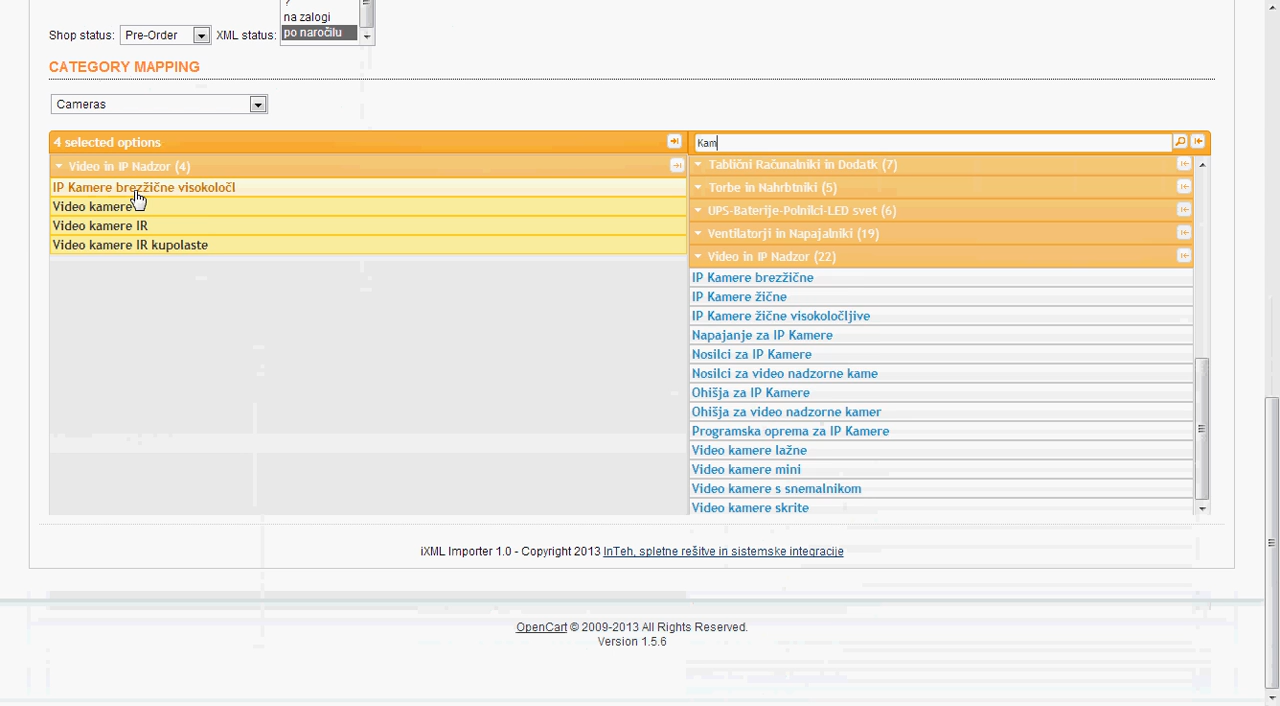 ?
na zalogi
Shop status: Pre-Order XML status: po naročilu
CATEGORY MAPPING
Cameras
4 selected options
Kam
Video in IP Nadzor (4)
IP Kamere brezžične visokoločl
Video kamere
Video kamere IR
Video kamere IR kupolaste
Tablični Računalniki in Dodatk (7)
Torbe in Nahrbtniki (5)
UPS-Baterije-Polnilci-LED svet (6)
Ventilatorji in Napajalniki (19)
Video in IP Nadzor (22)
IP Kamere brezžične
IP Kamere žične
IP Kamere žične visokoločljive
Napajanje za IP Kamere
Nosilci za IP Kamere
Nosilci za video nadzorne kame
Ohišja za IP Kamere
Ohišja za video nadzorne kamer
Programska oprema za IP Kamere
Video kamere lažne
Video kamere mini
Video kamere s snemalnikom
Video kamere skrite
iXML Importer 1.0 - Copyright 2013 InTeh, spletne rešitve in sistemske integracije
OpenCart © 2009-2013 All Rights Reserved.
Version 1.5.6